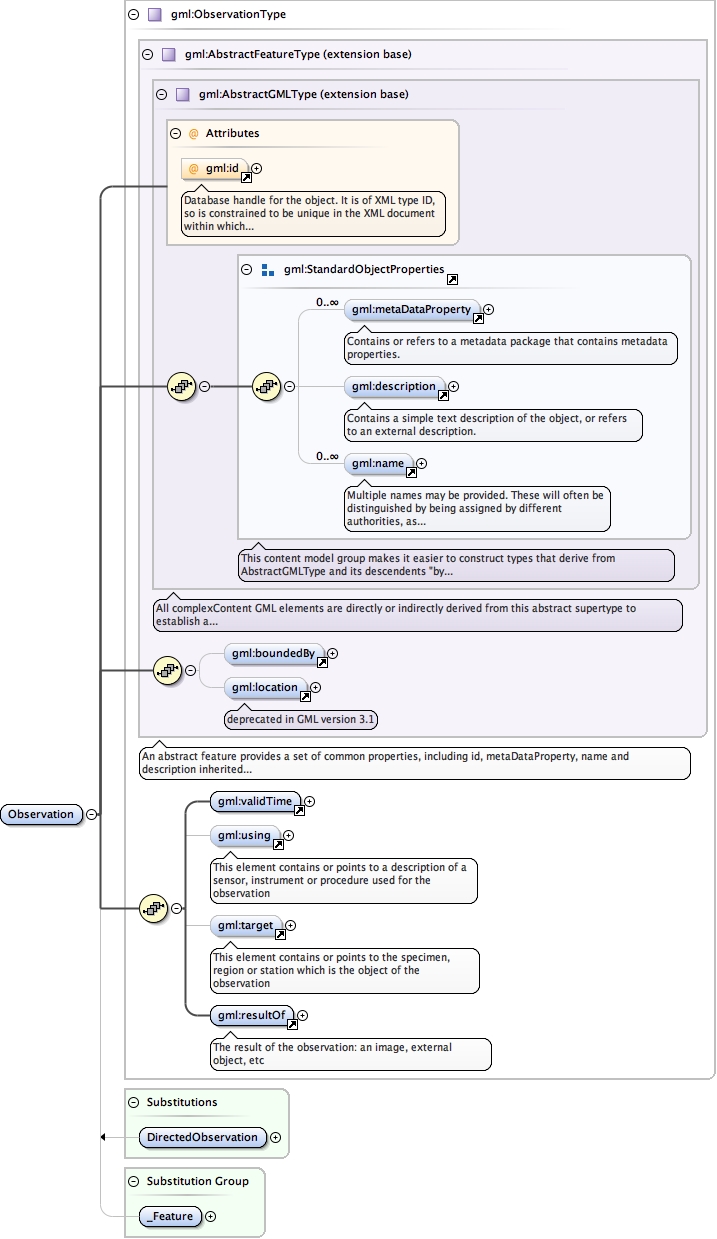 gml:ObservationType
gml:AbstractFeatureType (extension base)
gml:AbstractGMLType (extension base)
@ Attributes
@ gml:id
Database handle for the object. It is of XML type ID,
so is constrained to be unique in the XML document
within which...
gml:StandardObjectProperties
0..∞
gml:metaDataProperty
Contains or refers to a metadata package that contains metadata
properties.
gml:description
Contains a simple text description of the object, or refers
to an external description.
0..∞
gml:name
Multiple names may be provided. These will often be
distinguished by being assigned by different
authorities, as...
This content model group makes it easier to construct types that derive from
AbstractGMLType and its descendents "by...
All complexContent GML elements are directly or indirectly derived from this abstract supertype to
establish a...
gml:boundedBy
gml:location
deprecated in GML version 3.1
An abstract feature provides a set of common properties, including id, metaDataProperty, name and
description inherited...
Observation
gml:validTime
gml:using
This element contains or points to a description of a
sensor, instrument or procedure used for the
observation
gml:target
This element contains or points to the specimen,
region or station which is the object of the
observation
gml:resultOf
The result of the observation: an image, external
object, etc
Substitutions
DirectedObservation
Substitution Group
_Feature